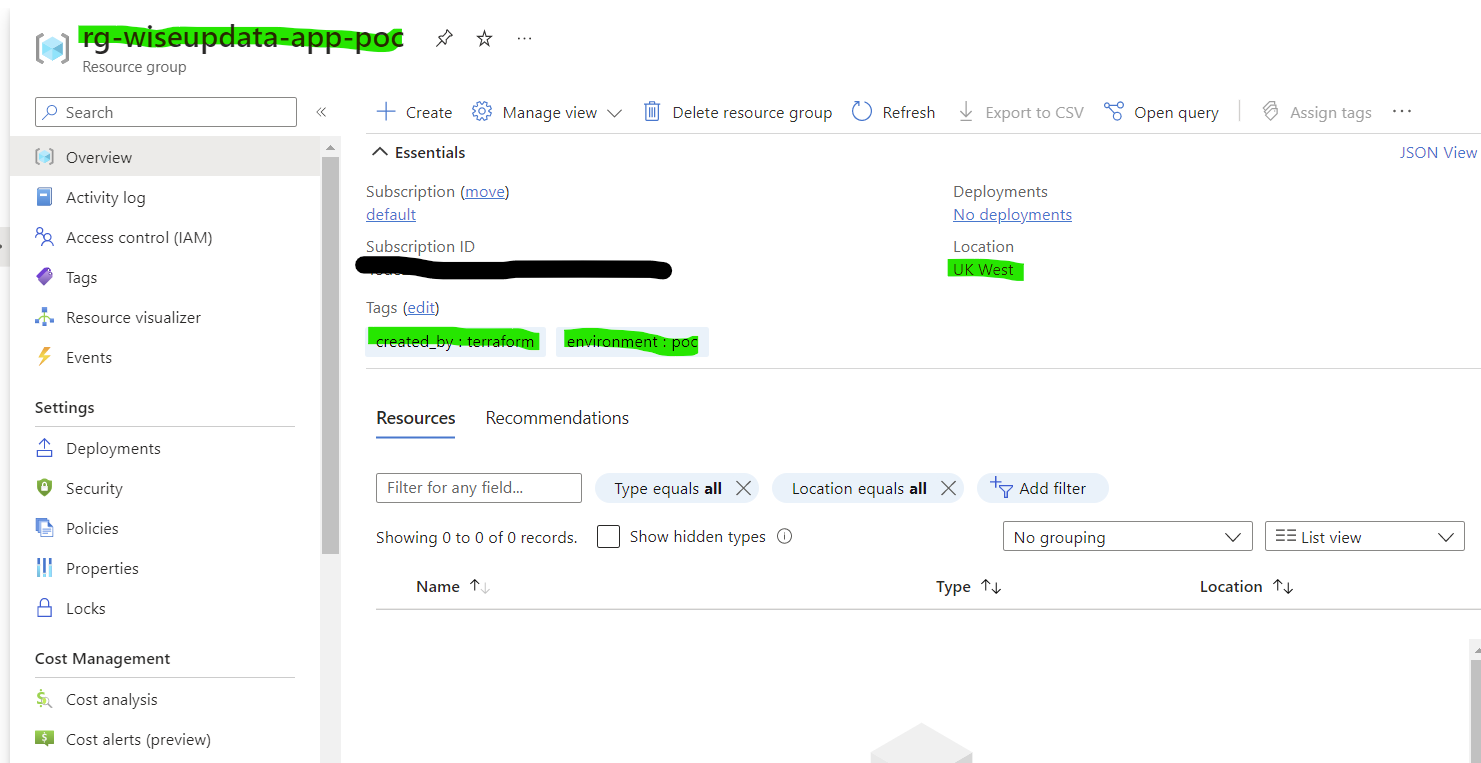 rg-wiseupdata-app-poc
Resource group
Search
Create Manage view Delete resource group Refresh Export to CSV Open query Assign tags
Overview
Activity log
Access control (IAM)
Tags
Resource visualizer
Events
Settings
Deployments
Security
Policies
Properties
Locks
Cost Management
Cost analysis
Cost alerts (preview)
Essentials JSON View
Subscription (move) Deployments
default No deployments
Subscription ID Location
UK West
Tags (edit)
created_by : terraform environment : poc
Resources Recommendations
Filter for any field... Type equals all Location equals all Add filter
Showing 0 to 0 of 0 records. Show hidden types No grouping List view
Name Type Location